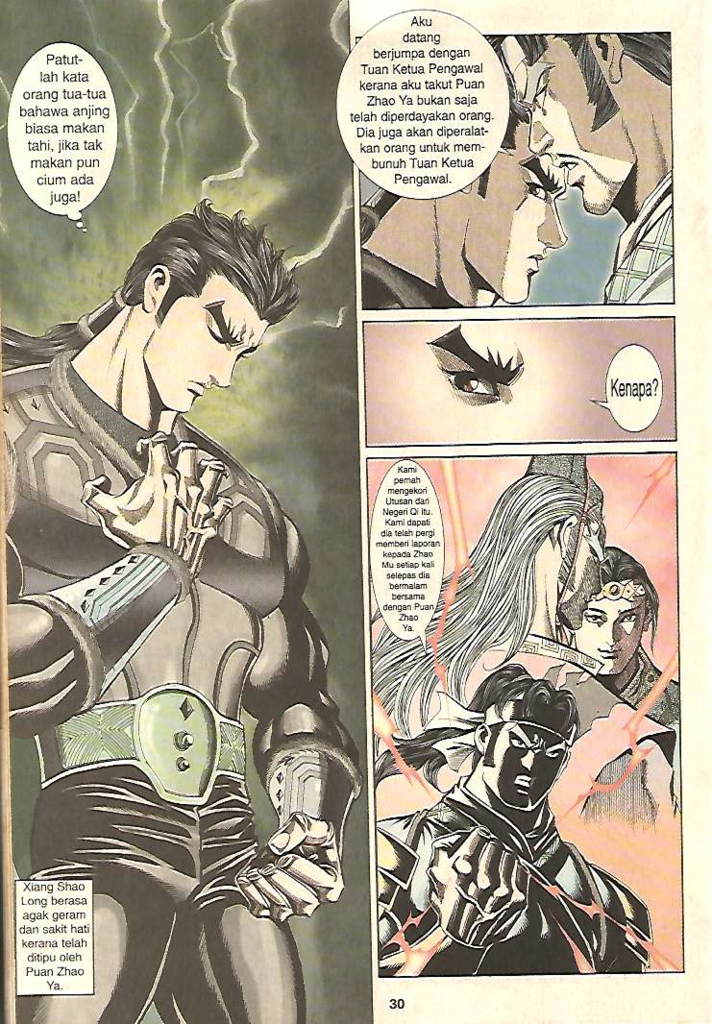 Patut-
lah kata
orang tua-tua
bahawa anjing
biasa makan
tahi, jika tak
makan pun
cium ada
juga!
Xiang Shao
Long berasa
agak geram
dan sakit hati
kerana telah
ditipu oleh
Puan Zhao
Ya.
Aku
datang
berjumpa dengan
Tuan Ketua Pengawal
kerana aku takut Puan
Zhao Ya bukan saja
telah diperdayakan orang.
Dia juga akan diperalat-
kan orang untuk mem-
bunuh Tuan Ketua
Pengawal.
Kenapa?
Kami
pernah
mengekori
Utusan dari
Negeri Qi itu.
Kami dapati
dia telah pergi
memberi laporan
kepada Zhao
Mu setiap kali
selepas dia
bermalam
bersama
dengan Puan
Zhao
Ya.
30